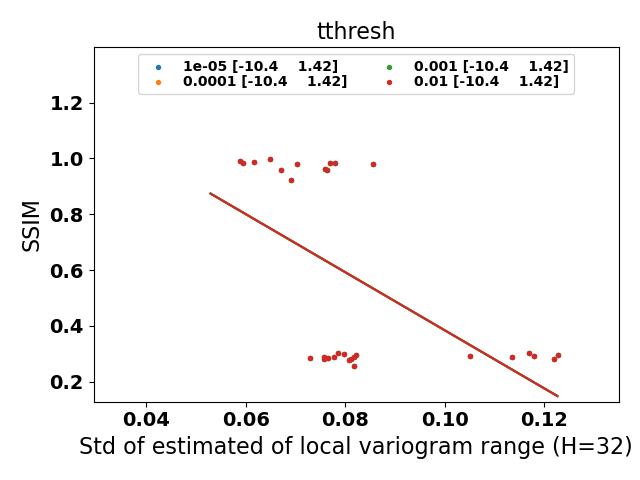 tthresh
1e-05 [-10.4 1.42]
0.0001 [-10.4 1.42]
0.001 [-10.4 1.42]
0.01 [-10.4 1.42]
SSIM
1.2
1.0
0.8
0.6
0.4
0.2
0.04 0.06 0.08 0.10 0.12
Std of estimated of local variogram range (H=32)